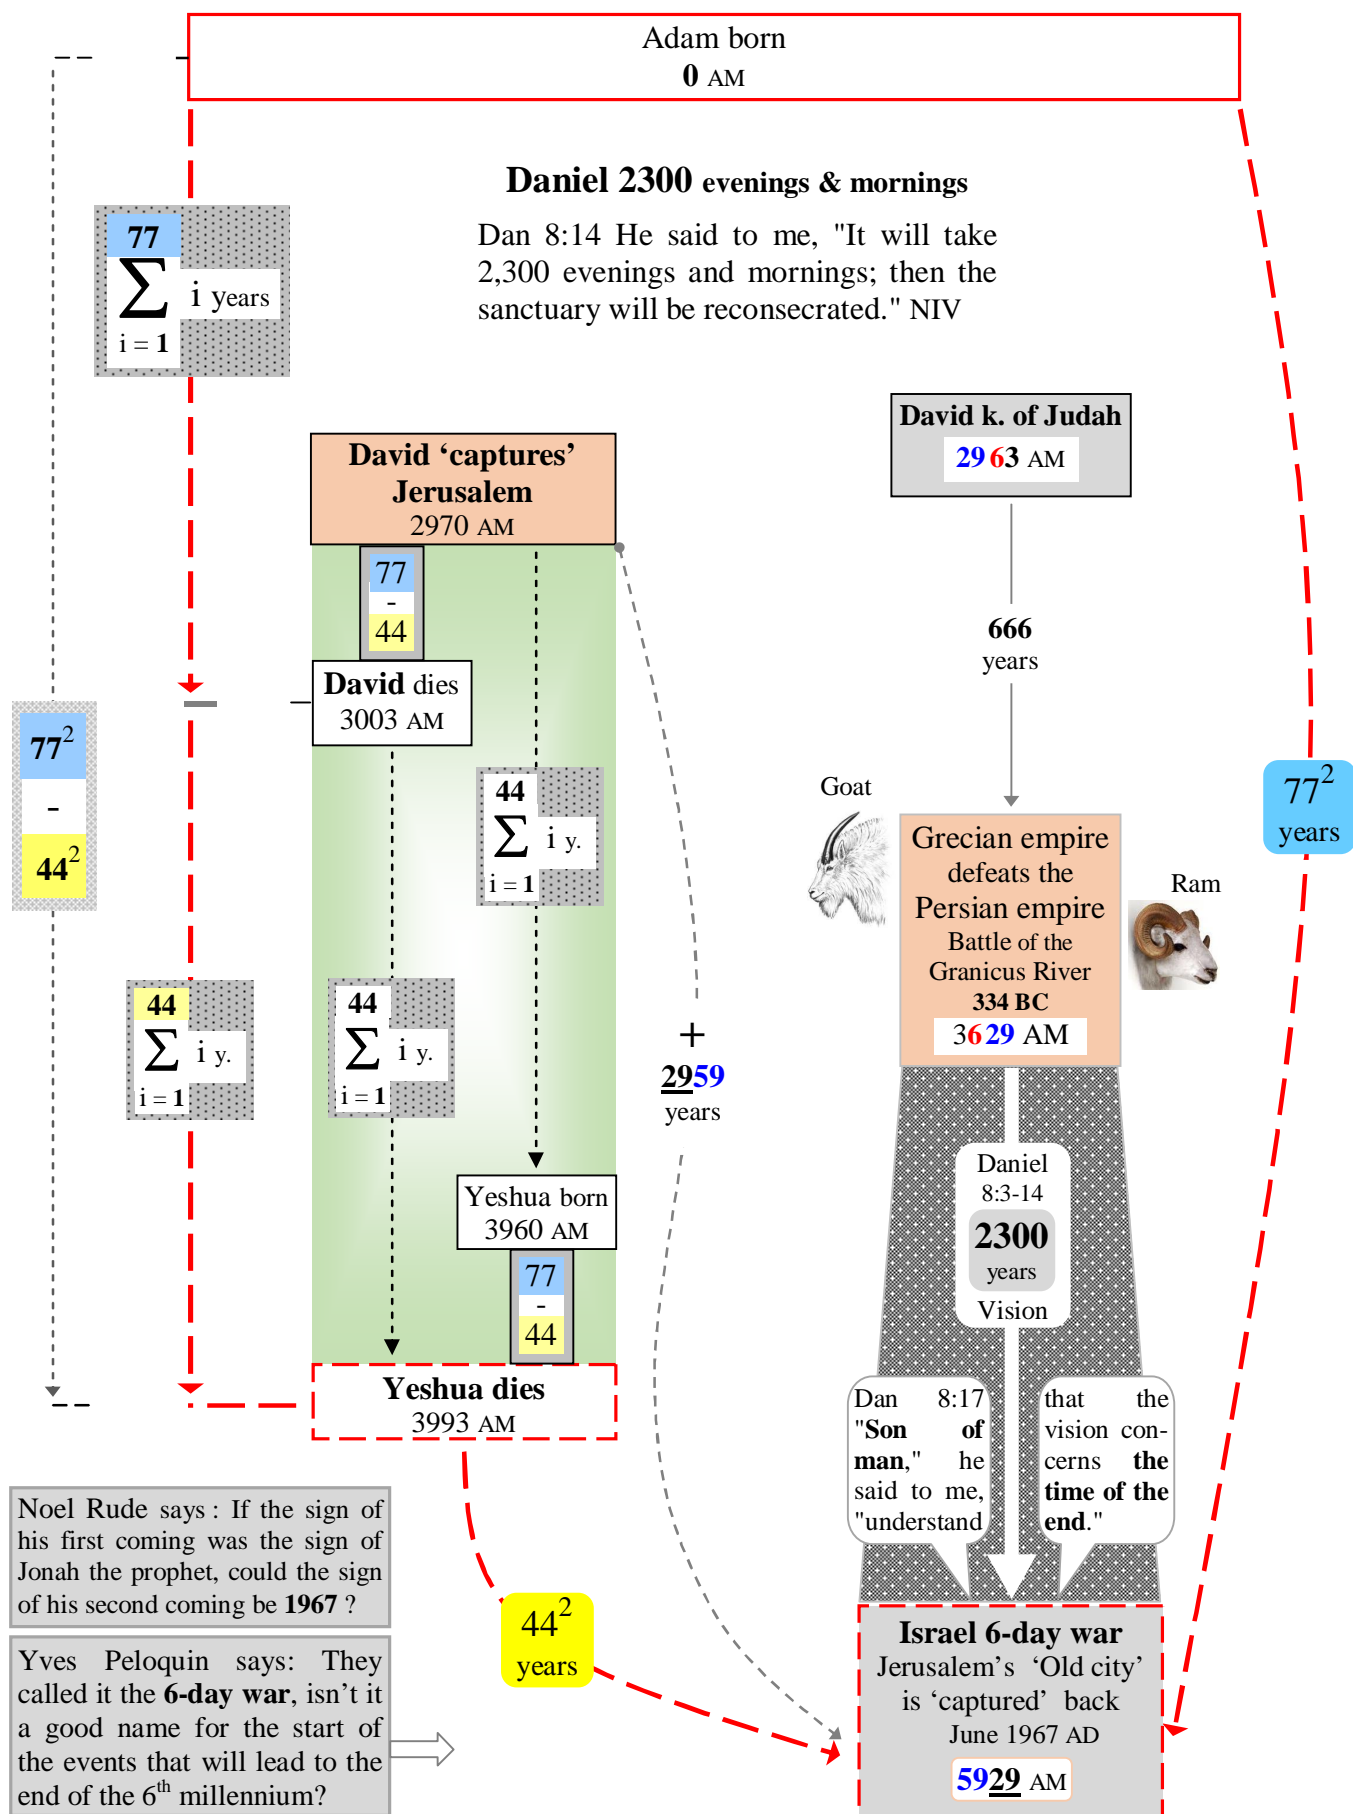 Adam born
0 AM
Daniel 2300 evenings & mornings
Dan 8:14 He said to me, "It will take
2,300 evenings and mornings; then the
sanctuary will be reconsecrated." NIV
77
∑ i years
i = 1
David k. of Judah
2963 AM
David ‘captures’
Jerusalem
2970 AM
77
-
44
666
years
David dies
3003 AM
77²
-
44²
44
∑ i y.
i = 1
77²
years
Goat
Grecian empire
defeats the
Persian empire
Battle of the
Granicus River
334 BC
3629 AM
Ram
44
∑ i y.
i = 1
44
∑ i y.
i = 1
+
2959
years
Daniel
8:3-14
2300
years
Vision
Yeshua born
3960 AM
77
-
44
Yeshua dies
3993 AM
Dan 8:17
"Son of
man," he
said to me,
"understand
that the
vision con-
cerns the
time of the
end."
Noel Rude says : If the sign of
his first coming was the sign of
Jonah the prophet, could the sign
of his second coming be 1967 ?
44²
years
Yves Peloquin says: They
called it the 6-day war, isn’t it
a good name for the start of
the events that will lead to the
end of the 6th millennium?
Israel 6-day war
Jerusalem’s ‘Old city’
is ‘captured’ back
June 1967 AD
5929 AM